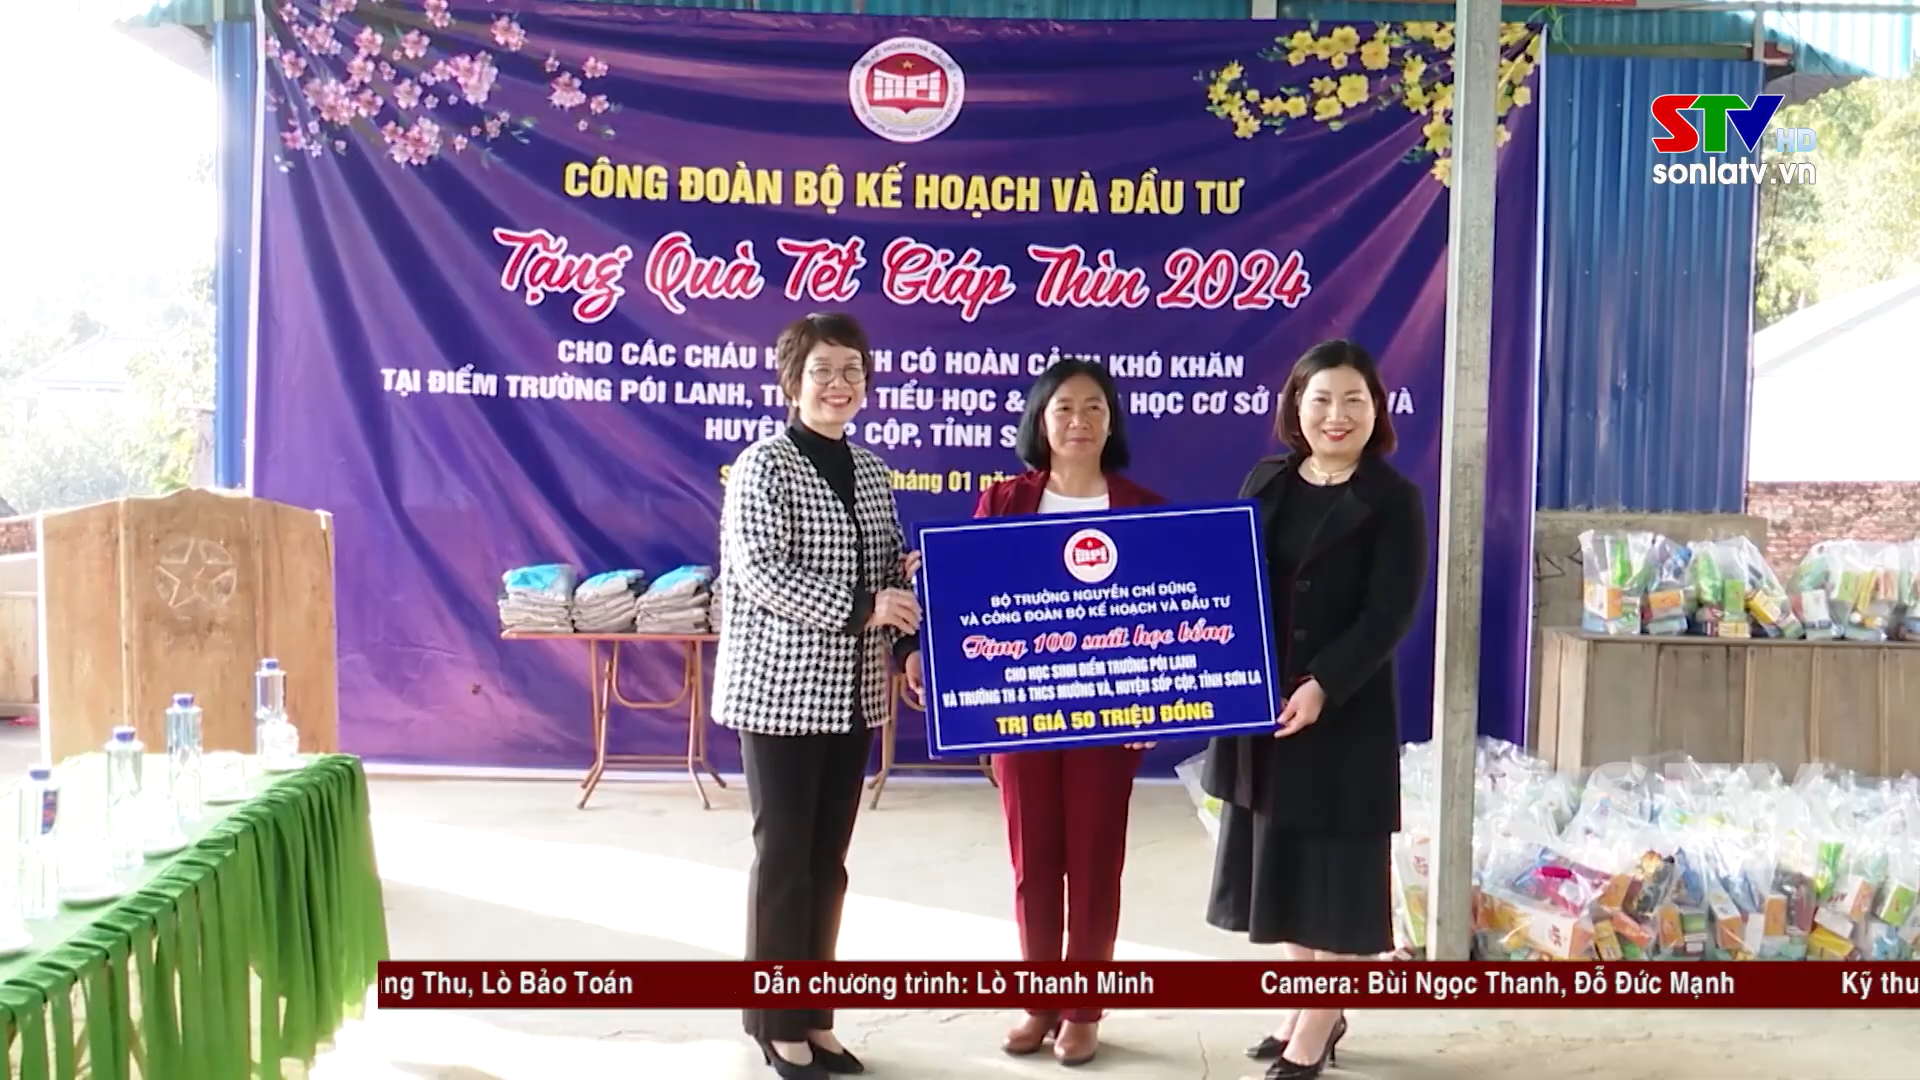 MPI
CÔNG ĐOÀN BỘ KẾ HOẠCH VÀ ĐẦU TƯ
Tặng Quà Tết Giáp Thìn 2024
CHO CÁC CHÁU CÓ HOÀN CẢNH KHÓ KHĂN
TẠI ĐIỂM TRƯỜNG PÓI LANH, TIỂU HỌC & HỌC CƠ SỞ
HUYỆN CỘP, TỈNH
tháng 01
STV HD
sonlatv.vn
MPI
BỘ TRƯỞNG NGUYỄN CHÍ DŨNG
VÀ CÔNG ĐOÀN BỘ KẾ HOẠCH VÀ ĐẦU TƯ
Tặng 100 suất học bổng
CHO HỌC SINH ĐIỂM TRƯỜNG PÓI LANH
VÀ TRƯỜNG TH & THCS MƯỜNG VÀ, HUYỆN SỐP CỘP, TỈNH SƠN LA
TRỊ GIÁ 50 TRIỆU ĐỒNG
STV
ng Thu, Lò Bảo Toán Dẫn chương trình: Lò Thanh Minh Camera: Bùi Ngọc Thanh, Đỗ Đức Mạnh Kỹ thu